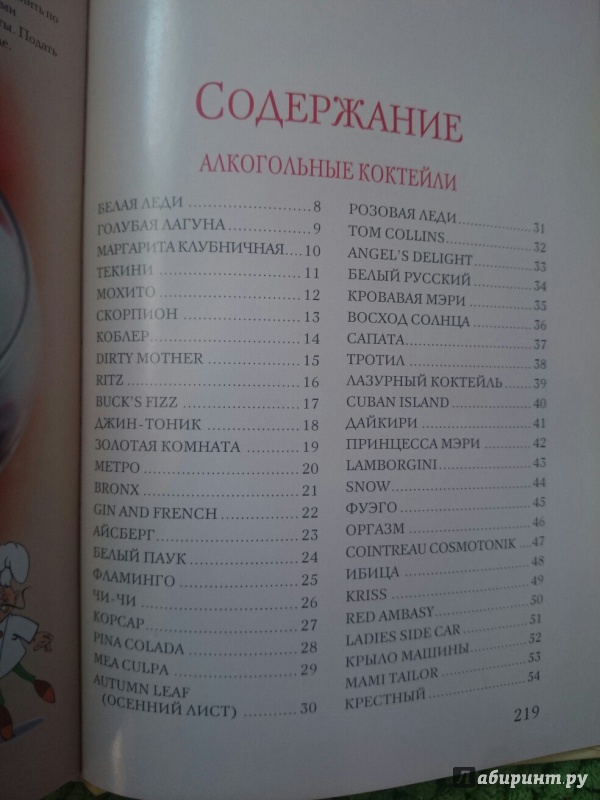 вить по
ми
ты. Подать
де.
СОДЕРЖАНИЕ
АЛКОГОЛЬНЫЕ КОКТЕЙЛИ
БЕЛАЯ ЛЕДИ 8
ГОЛУБАЯ ЛАГУНА 9
МАРГАРИТА КЛУБНИЧНАЯ 10
ТЕКИНИ 11
МОХИТО 12
СКОРПИОН 13
КОБЛЕР 14
DIRTY MOTHER 15
RITZ 16
BUCK'S FIZZ 17
ДЖИН-ТОНИК 18
ЗОЛОТАЯ КОМНАТА 19
МЕТРО 20
BRONX 21
GIN AND FRENCH 22
АЙСБЕРГ 23
БЕЛЫЙ ПАУК 24
ФЛАМИНГО 25
ЧИ-ЧИ 26
КОРСАР 27
PINA COLADA 28
MEA CULPA 29
AUTUMN LEAF
(ОСЕННИЙ ЛИСТ) 30
РОЗОВАЯ ЛЕДИ 31
TOM COLLINS 32
ANGEL'S DELIGHT 33
БЕЛЫЙ РУССКИЙ 34
КРОВАВАЯ МЭРИ 35
ВОСХОД СОЛНЦА 36
САПАТА 37
ТРОТИЛ 38
ЛАЗУРНЫЙ КОКТЕЙЛЬ 39
CUBAN ISLAND 40
ДАЙКИРИ 41
ПРИНЦЕССА МЭРИ 42
LAMBORGINI 43
SNOW 44
ФУЭГО 45
ОРГАЗМ 46
COINTREAU COSMOTONIK 47
ИБИЦА 48
KRISS 49
RED AMBASY 50
LADIES SIDE CAR 51
КРЫЛО МАШИНЫ 52
MAMI TAILOR 53
КРЕСТНЫЙ 54
219
Лабиринт.ру